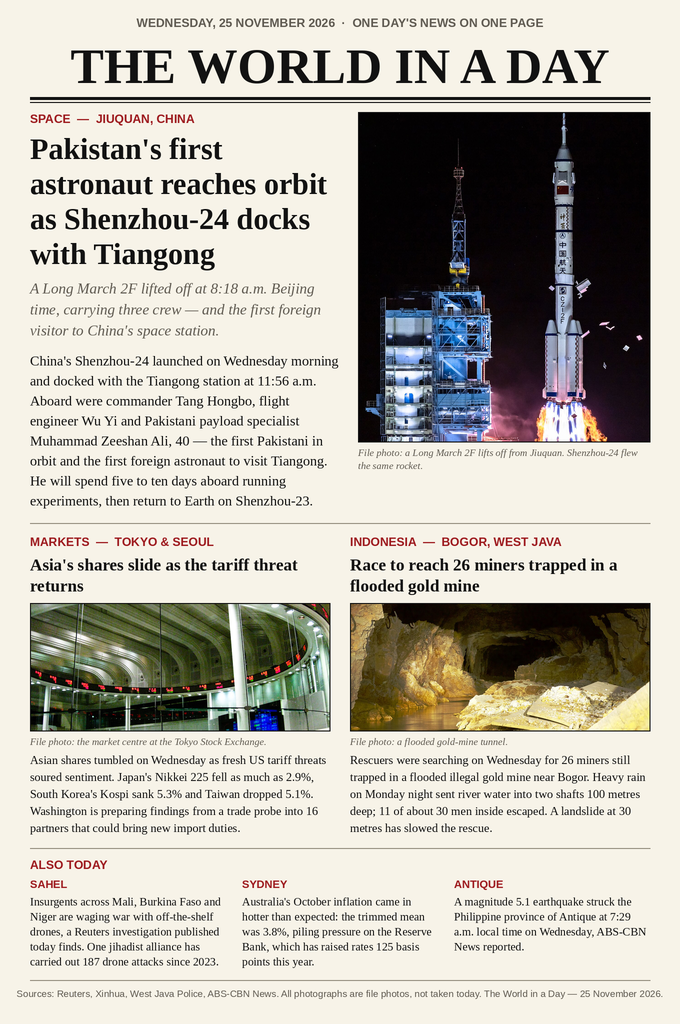 WEDNESDAY, 25 NOVEMBER 2026 · ONE DAY'S NEWS ON ONE PAGE
THE WORLD IN A DAY
SPACE — JIUQUAN, CHINA
Pakistan's first
astronaut reaches orbit
as Shenzhou-24 docks
with Tiangong
A Long March 2F lifted off at 8:18 a.m. Beijing
time, carrying three crew — and the first foreign
visitor to China's space station.
China's Shenzhou-24 launched on Wednesday morning
and docked with the Tiangong station at 11:56 a.m.
Aboard were commander Tang Hongbo, flight
engineer Wu Yi and Pakistani payload specialist
Muhammad Zeeshan Ali, 40 — the first Pakistani in
orbit and the first foreign astronaut to visit Tiangong.
He will spend five to ten days aboard running
experiments, then return to Earth on Shenzhou-23.
中国航天
CZ-2F
File photo: a Long March 2F lifts off from Jiuquan. Shenzhou-24 flew
the same rocket.
MARKETS — TOKYO & SEOUL
Asia's shares slide as the tariff threat
returns
File photo: the market centre at the Tokyo Stock Exchange.
Asian shares tumbled on Wednesday as fresh US tariff threats
soured sentiment. Japan's Nikkei 225 fell as much as 2.9%,
South Korea's Kospi sank 5.3% and Taiwan dropped 5.1%.
Washington is preparing findings from a trade probe into 16
partners that could bring new import duties.
INDONESIA — BOGOR, WEST JAVA
Race to reach 26 miners trapped in a
flooded gold mine
File photo: a flooded gold-mine tunnel.
Rescuers were searching on Wednesday for 26 miners still
trapped in a flooded illegal gold mine near Bogor. Heavy rain
on Monday night sent river water into two shafts 100 metres
deep; 11 of about 30 men inside escaped. A landslide at 30
metres has slowed the rescue.
ALSO TODAY
SAHEL
Insurgents across Mali, Burkina Faso and
Niger are waging war with off-the-shelf
drones, a Reuters investigation published
today finds. One jihadist alliance has
carried out 187 drone attacks since 2023.
SYDNEY
Australia's October inflation came in
hotter than expected: the trimmed mean
was 3.8%, piling pressure on the Reserve
Bank, which has raised rates 125 basis
points this year.
ANTIQUE
A magnitude 5.1 earthquake struck the
Philippine province of Antique at 7:29
a.m. local time on Wednesday, ABS-CBN
News reported.
Sources: Reuters, Xinhua, West Java Police, ABS-CBN News. All photographs are file photos, not taken today. The World in a Day — 25 November 2026.